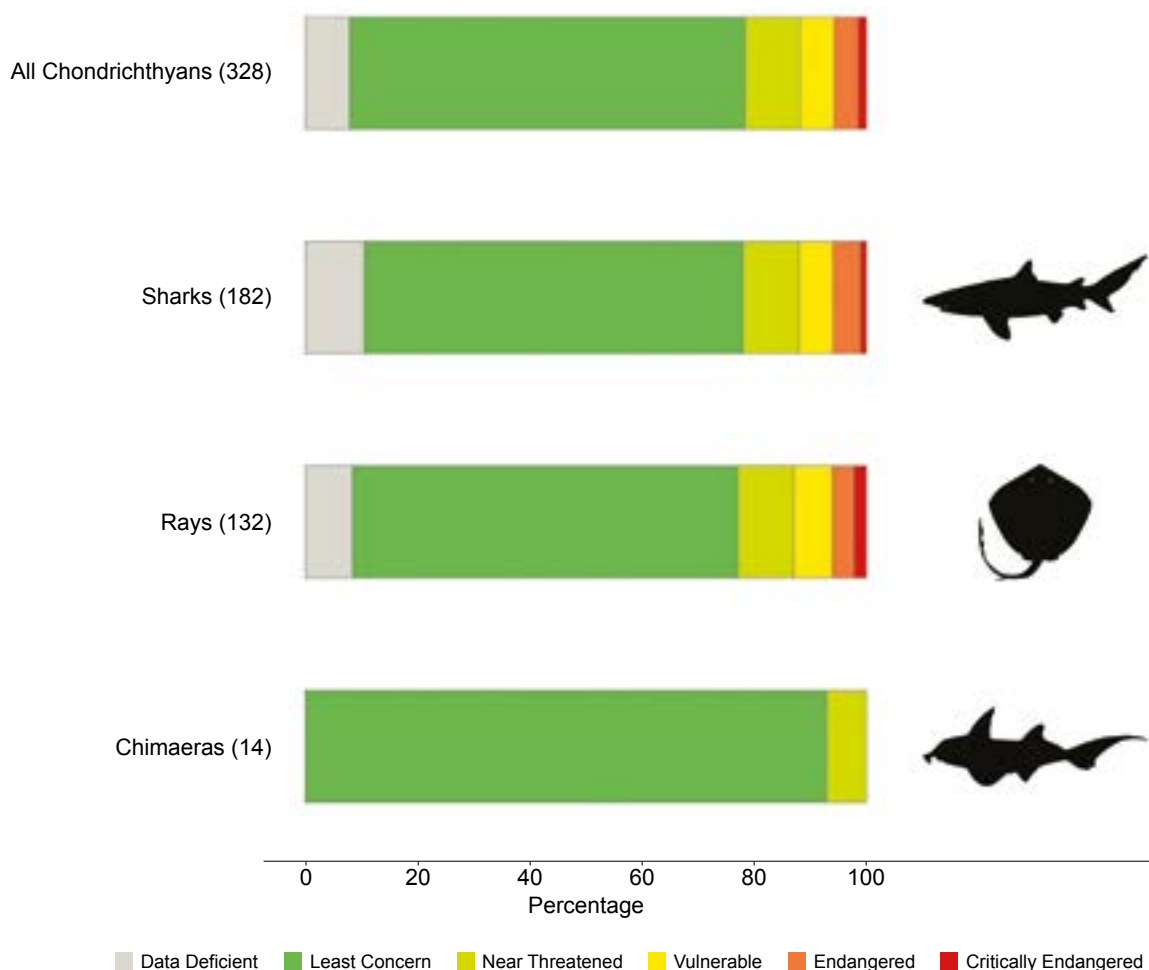 All Chondrichthyans (328)
Sharks (182)
Rays (132)
Chimaeras (14)
0 20 40 60 80 100
Percentage
Data Deficient Least Concern Near Threatened Vulnerable Endangered Critically Endangered